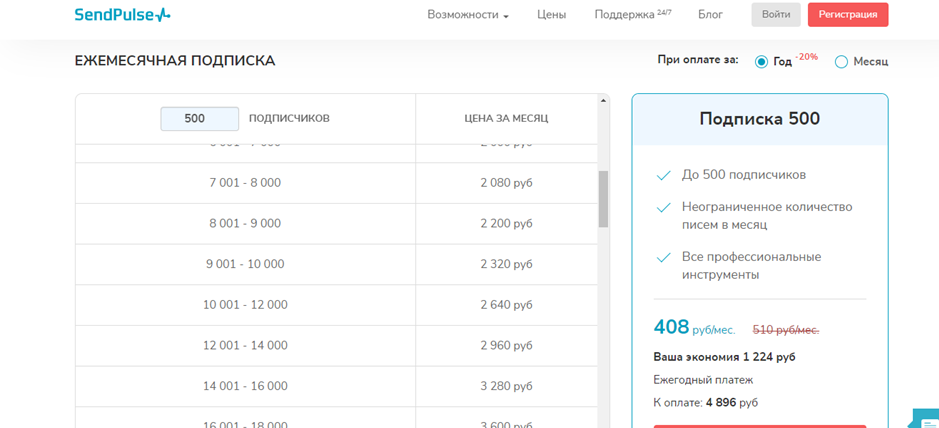 SendPulse
Возможности Цены Поддержка 24/7 Блог Войти Регистрация
ЕЖЕМЕСЯЧНАЯ ПОДПИСКА
При оплате за: Год -20% Месяц
500 ПОДПИСЧИКОВ ЦЕНА ЗА МЕСЯЦ
7 001 - 8 000 2 080 руб
8 001 - 9 000 2 200 руб
9 001 - 10 000 2 320 руб
10 001 - 12 000 2 640 руб
12 001 - 14 000 2 960 руб
14 001 - 16 000 3 280 руб
16 001 - 18 000 3 600 руб
Подписка 500
До 500 подписчиков
Неограниченное количество
писем в месяц
Все профессиональные
инструменты
408 руб/мес. 510 руб/мес.
Ваша экономия 1 224 руб
Ежегодный платеж
К оплате: 4 896 руб